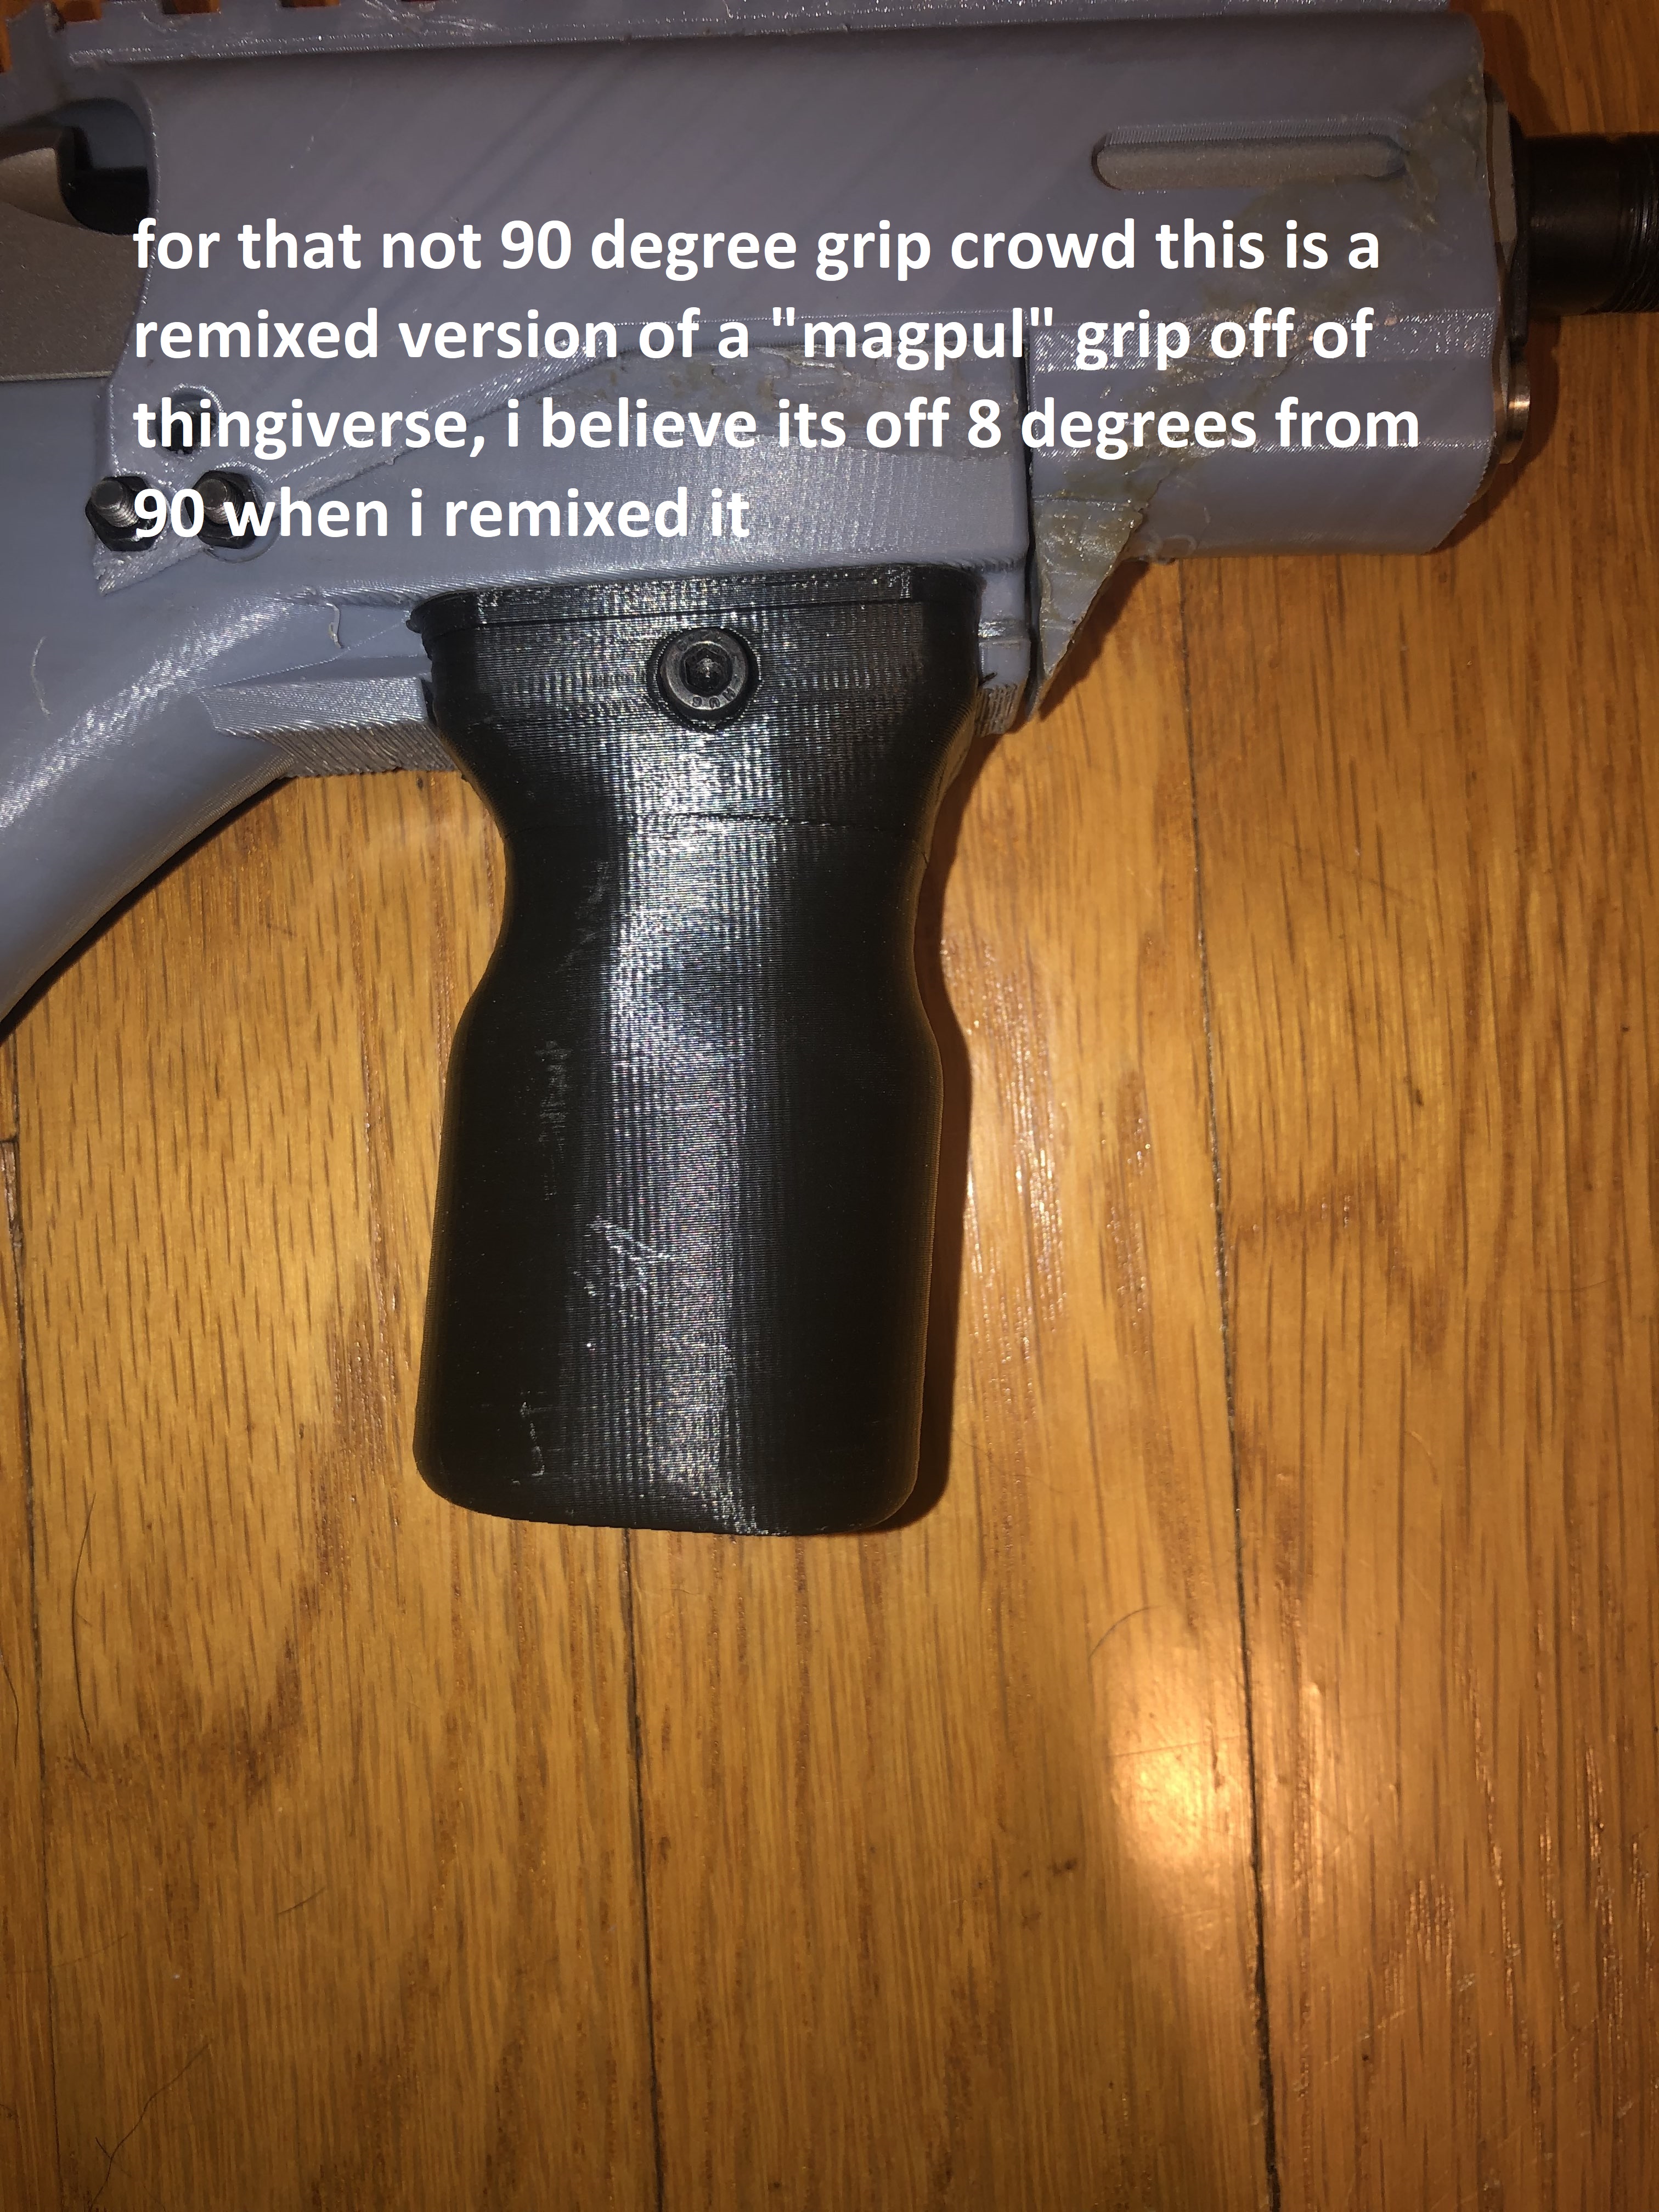 for that not 90 degree grip crowd this is a
remixed version of a "magpul" grip off of
thingiverse, i believe its off 8 degrees from
90 when i remixed it